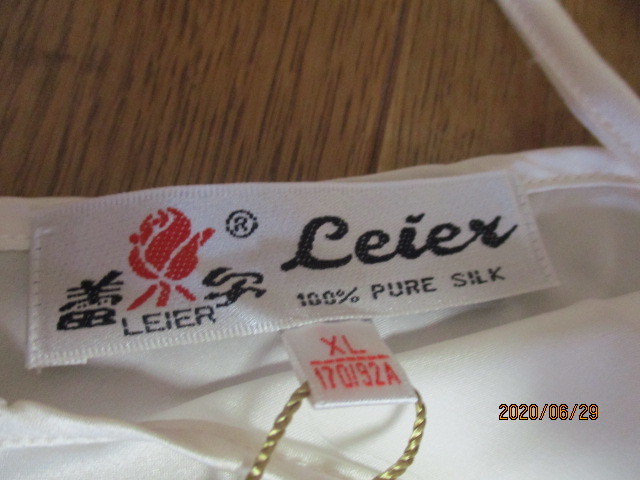 ®
Leier
100% PURE SILK
LEIER
XL
170/92A
2020/06/29